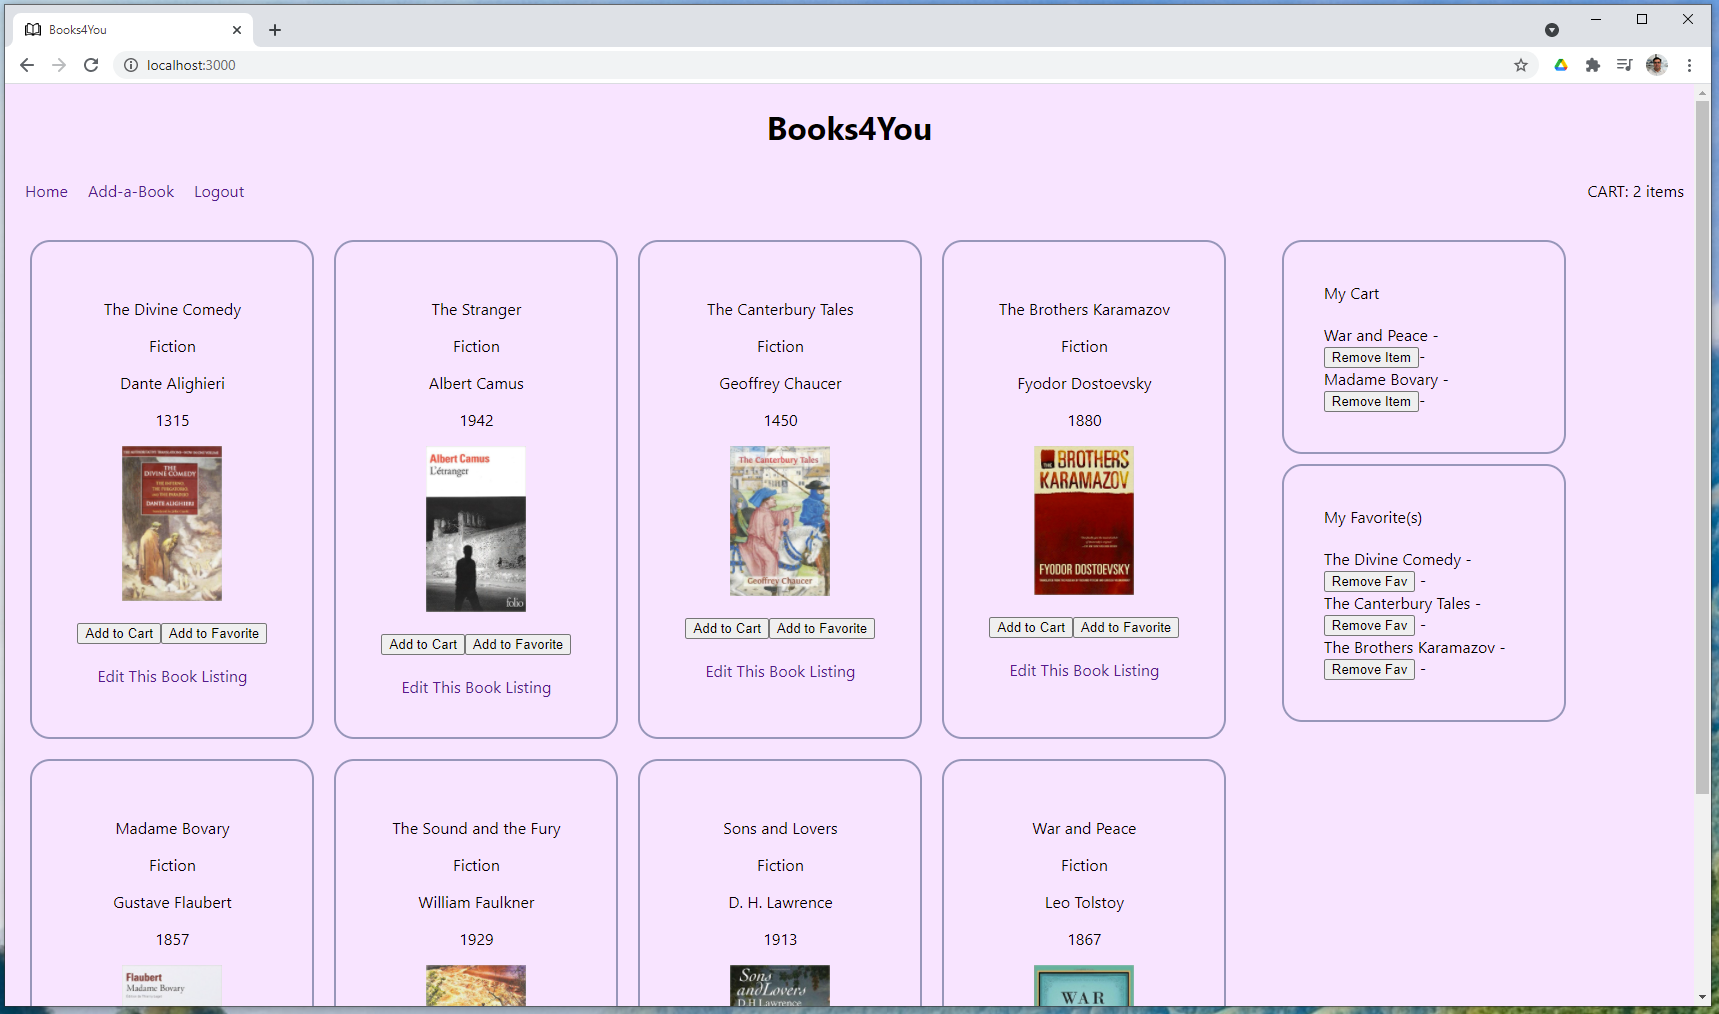 Books4You
localhost:3000
Books4You
Home Add-a-Book Logout
CART: 2 items
The Divine Comedy
Fiction
Dante Alighieri
1315
THE
DIVINE COMEDY
DANTE ALIGHIERI
Add to Cart Add to Favorite
Edit This Book Listing
The Stranger
Fiction
Albert Camus
1942
Albert Camus
L'étranger
folio
Add to Cart Add to Favorite
Edit This Book Listing
The Canterbury Tales
Fiction
Geoffrey Chaucer
1450
The Canterbury Tales
Geoffrey Chaucer
Add to Cart Add to Favorite
Edit This Book Listing
The Brothers Karamazov
Fiction
Fyodor Dostoevsky
1880
THE BROTHERS
KARAMAZOV
FYODOR DOSTOEVSKY
Add to Cart Add to Favorite
Edit This Book Listing
My Cart
War and Peace -
Remove Item -
Madame Bovary -
Remove Item -
My Favorite(s)
The Divine Comedy -
Remove Fav -
The Canterbury Tales -
Remove Fav -
The Brothers Karamazov -
Remove Fav -
Madame Bovary
Fiction
Gustave Flaubert
1857
Flaubert
Madame Bovary
The Sound and the Fury
Fiction
William Faulkner
1929
Sons and Lovers
Fiction
D. H. Lawrence
1913
Sons
and Lovers
D H Lawrence
War and Peace
Fiction
Leo Tolstoy
1867
WAR